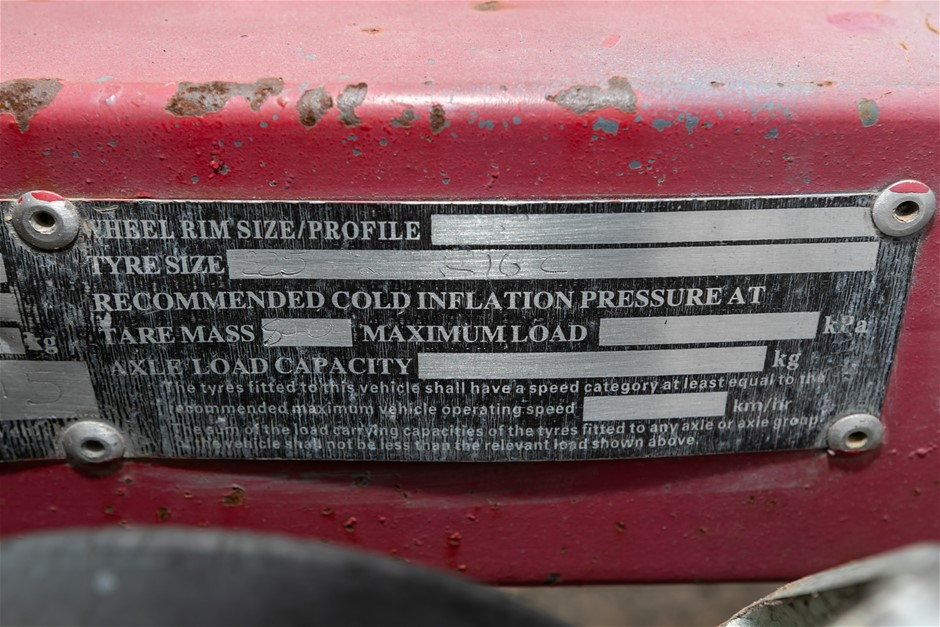 WHEEL RIM SIZE/PROFILE
TYRE SIZE R16 C
RECOMMENDED COLD INFLATION PRESSURE AT
TARE MASS MAXIMUM LOAD kPa
kg
AXLE LOAD CAPACITY kg
The tyres fitted to this vehicle shall have a speed category at least equal to the
recommended maximum vehicle operating speed km/hr
sum of the load carrying capacities of the tyres fitted to any axle or axle group
the vehicle shall not be less than the relevant load shown above.